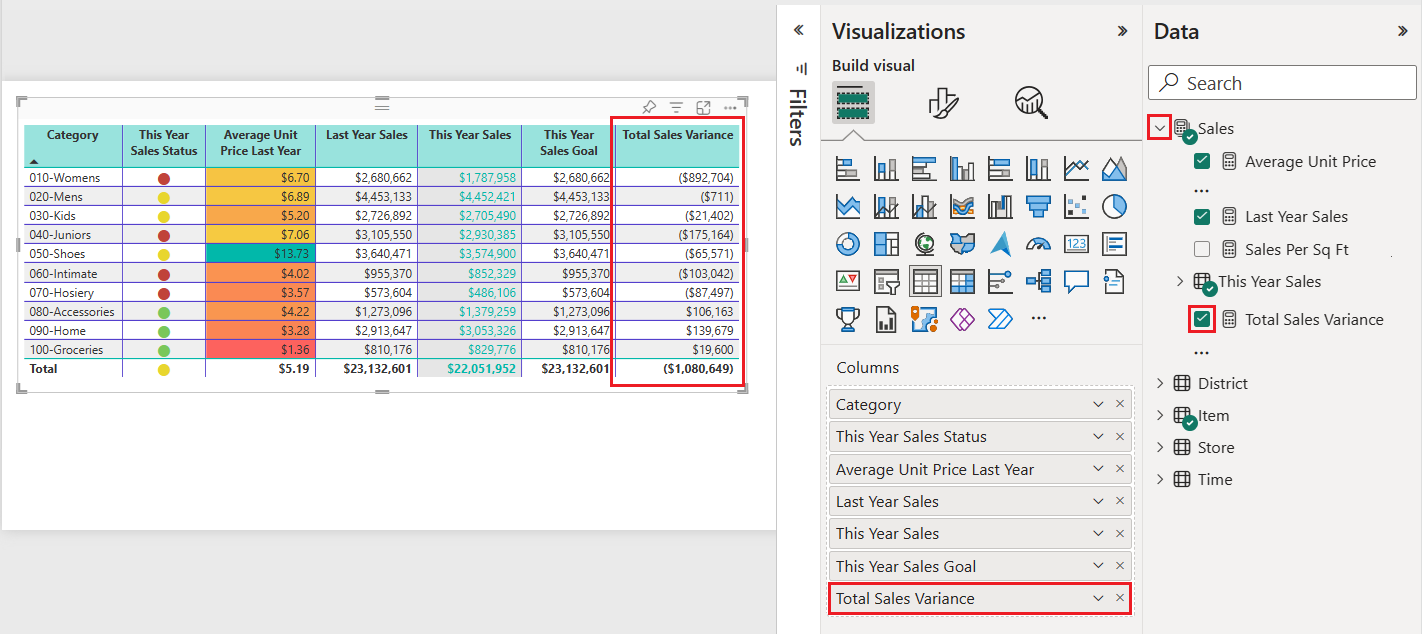 Category
This Year
Sales Status
Average Unit
Price Last Year
Last Year Sales
This Year Sales
This Year
Sales Goal
Total Sales Variance
010-Womens $6.70 $2,680,662 $1,787,958 $2,680,662 ($892,704)
020-Mens $6.89 $4,453,133 $4,452,421 $4,453,133 ($711)
030-Kids $5.20 $2,726,892 $2,705,490 $2,726,892 ($21,402)
040-Juniors $7.06 $3,105,550 $2,930,385 $3,105,550 ($175,164)
050-Shoes $13.73 $3,640,471 $3,574,900 $3,640,471 ($65,571)
060-Intimate $4.02 $955,370 $852,329 $955,370 ($103,042)
070-Hosiery $3.57 $573,604 $486,106 $573,604 ($87,497)
080-Accessories $4.22 $1,273,096 $1,379,259 $1,273,096 $106,163
090-Home $3.28 $2,913,647 $3,053,326 $2,913,647 $139,679
100-Groceries $1.36 $810,176 $829,776 $810,176 $19,600
Total $5.19 $23,132,601 $22,051,952 $23,132,601 ($1,080,649)
Filters
Visualizations
Build visual
123
Columns
Category
This Year Sales Status
Average Unit Price Last Year
Last Year Sales
This Year Sales
This Year Sales Goal
Total Sales Variance
Data
Search
Sales
Average Unit Price
...
Last Year Sales
Sales Per Sq Ft
This Year Sales
Total Sales Variance
...
District
Item
Store
Time